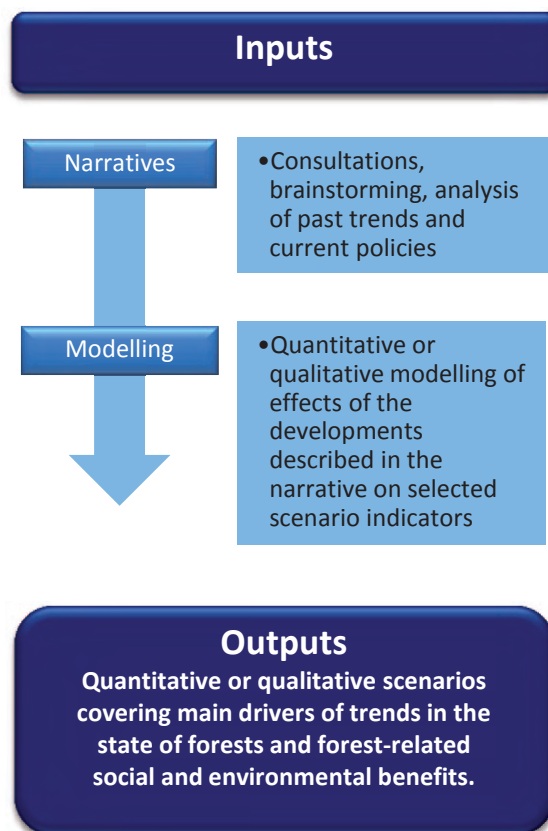 Inputs
Narratives
•Consultations,
brainstorming, analysis
of past trends and
current policies
Modelling
•Quantitative or
qualitative modelling of
effects of the
developments
described in the
narrative on selected
scenario indicators
Outputs
Quantitative or qualitative scenarios
covering main drivers of trends in the
state of forests and forest-related
social and environmental benefits.